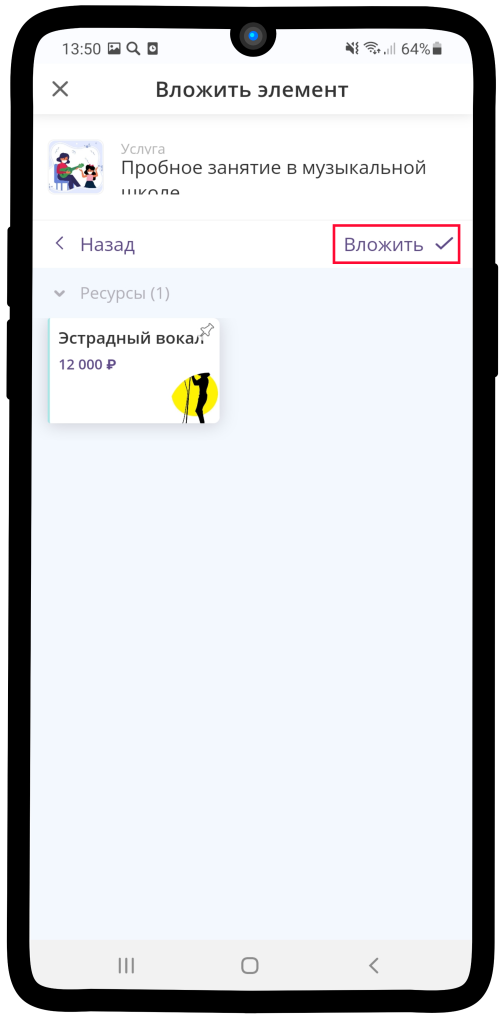 13:50
64%
Вложить элемент
Услуга
Пробное занятие в музыкальной
школе
Назад
Вложить
Ресурсы (1)
Эстрадный вокал
12 000 ₽